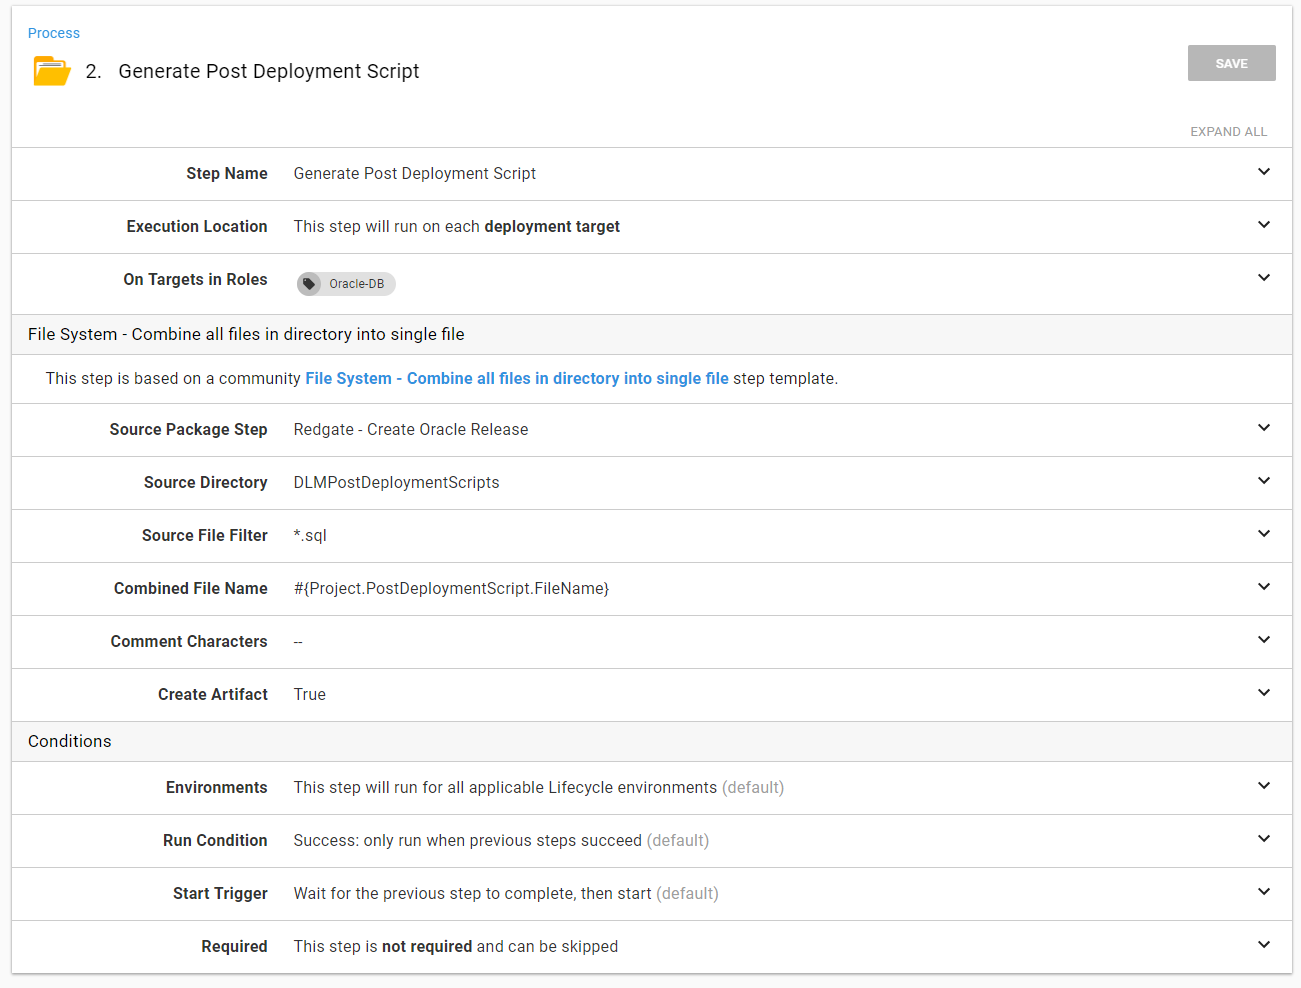 Process
2. Generate Post Deployment Script
SAVE
EXPAND ALL
Step Name Generate Post Deployment Script
Execution Location This step will run on each deployment target
On Targets in Roles Oracle-DB
File System - Combine all files in directory into single file
This step is based on a community File System - Combine all files in directory into single file step template.
Source Package Step Redgate - Create Oracle Release
Source Directory DLMPostDeploymentScripts
Source File Filter *.sql
Combined File Name #{Project.PostDeploymentScript.FileName}
Comment Characters --
Create Artifact True
Conditions
Environments This step will run for all applicable Lifecycle environments (default)
Run Condition Success: only run when previous steps succeed (default)
Start Trigger Wait for the previous step to complete, then start (default)
Required This step is not required and can be skipped